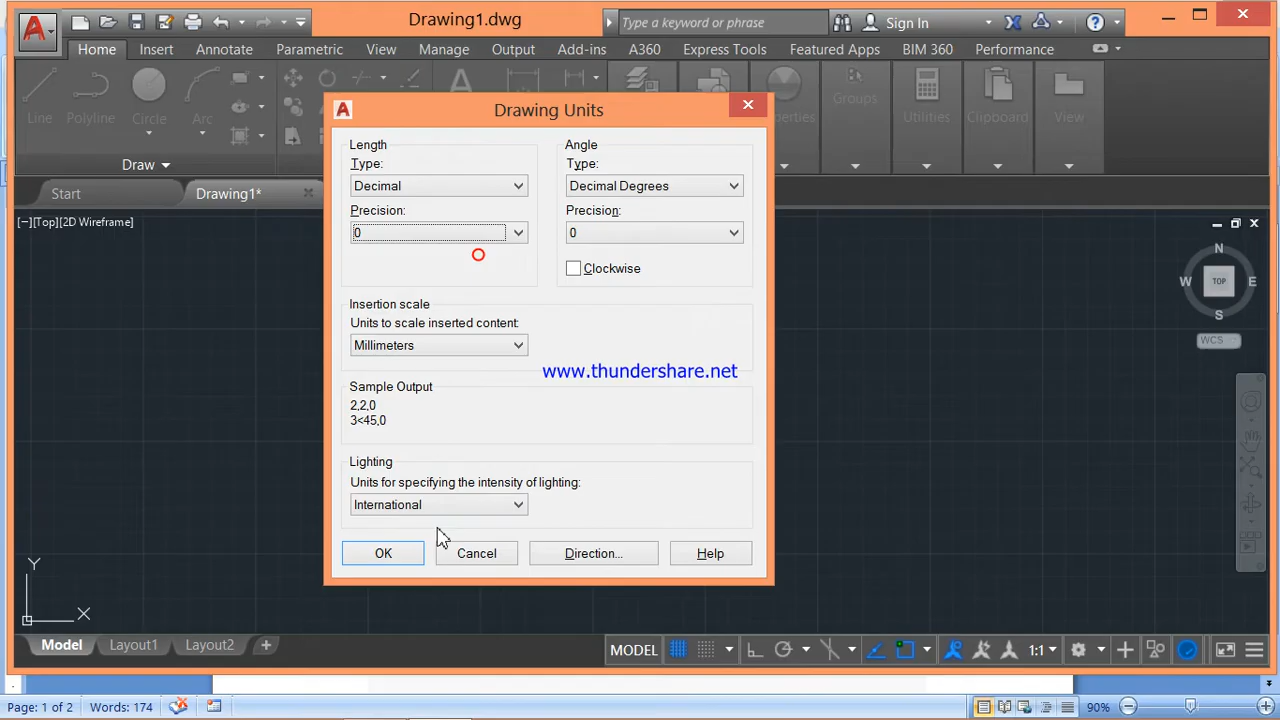 Drawing1.dwg
Type a keyword or phrase
Sign In
Home Insert Annotate Parametric View Manage Output Add-ins A360 Express Tools Featured Apps BIM 360 Performance
Line Polyline Circle Arc
Groups Utilities Clipboard View
Draw
Start Drawing1*
[−][Top][2D Wireframe]
Drawing Units
Length
Type:
Decimal
Precision:
0
Angle
Type:
Decimal Degrees
Precision:
0
Clockwise
Insertion scale
Units to scale inserted content:
Millimeters
www.thundershare.net
Sample Output
2,2,0
3<45,0
Lighting
Units for specifying the intensity of lighting:
International
OK Cancel Direction... Help
N
W TOP E
S
WCS
Y
X
Model Layout1 Layout2
MODEL 1:1
Page: 1 of 2 Words: 174 90%